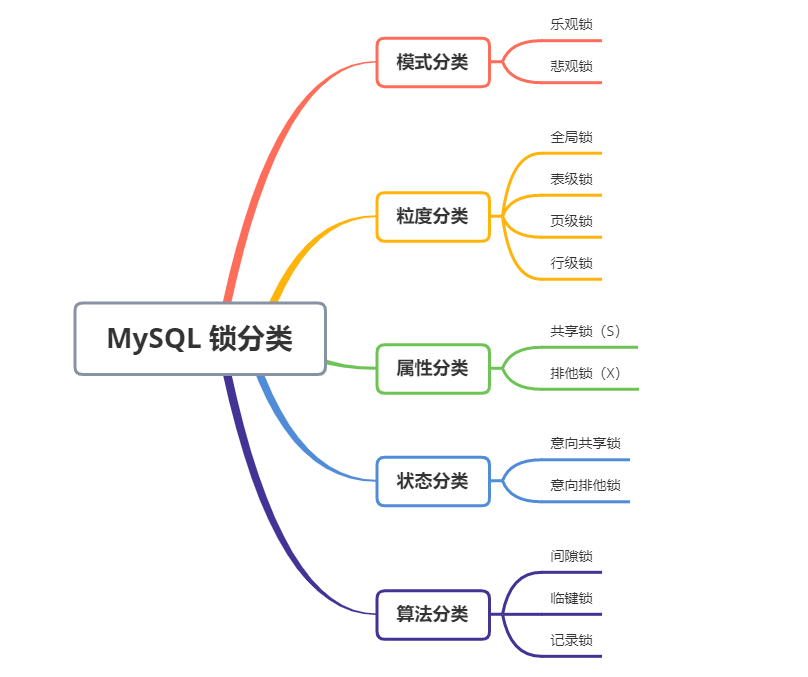 MySQL 锁分类
模式分类
乐观锁
悲观锁
粒度分类
全局锁
表级锁
页级锁
行级锁
属性分类
共享锁（S）
排他锁（X）
状态分类
意向共享锁
意向排他锁
算法分类
间隙锁
临键锁
记录锁